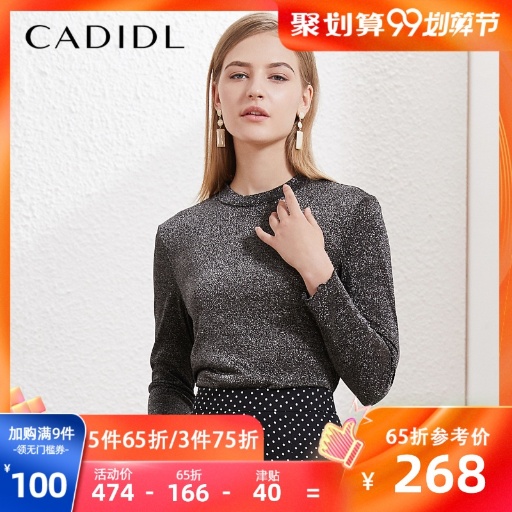 CADIDL
聚划算99划算节
加购满9件
-领无门槛券-
¥100
5件65折/3件75折
活动价 65折 津贴
474 - 166 - 40 =
65折参考价
¥268